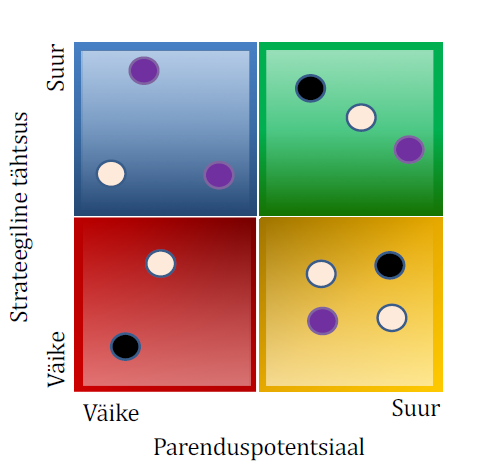 Suur
Strateegiline tähtsus
Väike
Väike
Suur
Parenduspotentsiaal